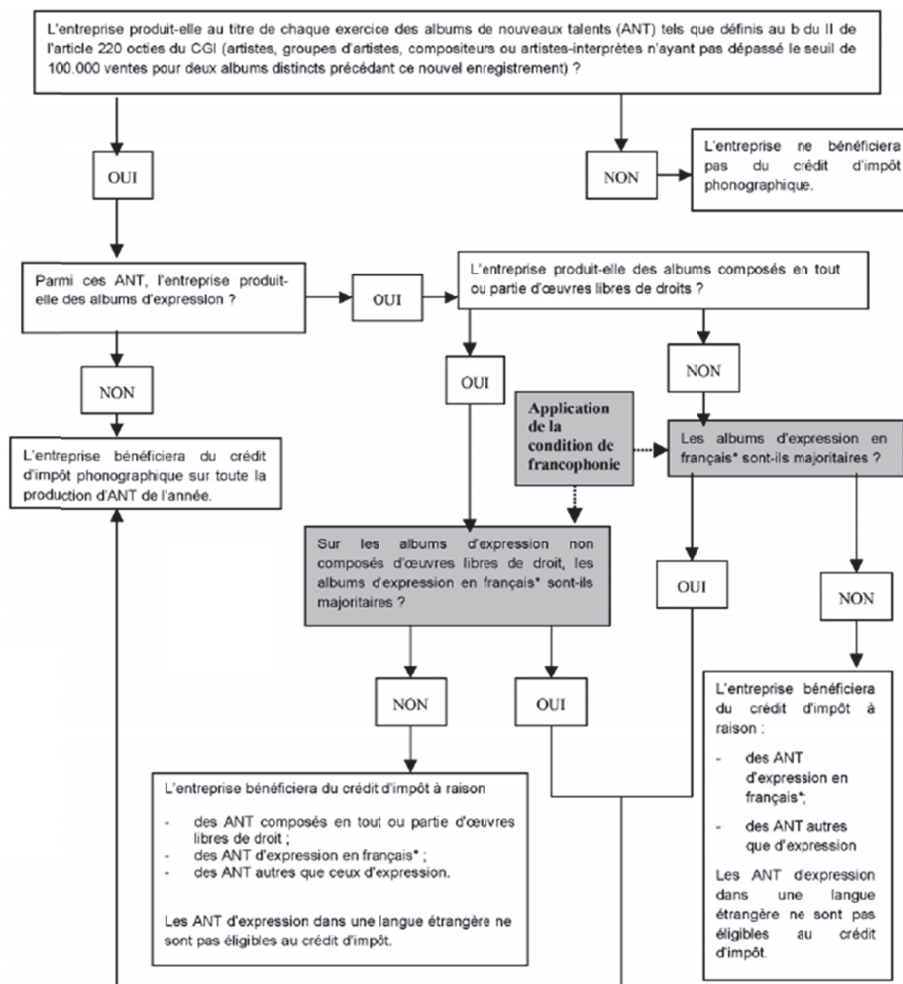 L'entreprise produit-elle au titre de chaque exercice des albums de nouveaux talents (ANT) tels que définis au b du II de
l'article 220 octies du CGI (artistes, groupes d'artistes, compositeurs ou artistes-interprètes n'ayant pas dépassé le seuil de
100.000 ventes pour deux albums distincts précédant ce nouvel enregistrement) ?
OUI
NON
L'entreprise ne bénéficiera
pas du crédit d'impôt
phonographique.
Parmi ces ANT, l'entreprise produit-
elle des albums d'expression ?
OUI
L'entreprise produit-elle des albums composés en tout
ou partie d'œuvres libres de droits ?
NON
OUI
NON
L'entreprise bénéficiera du crédit
d'impôt phonographique sur toute la
production d'ANT de l'année.
Application
de la
condition de
francophonie
Les albums d'expression en
français* sont-ils majoritaires ?
Sur les albums d'expression non
composés d'œuvres libres de droit, les
albums d'expression en français* sont-ils
majoritaires ?
OUI
NON
NON
OUI
L'entreprise bénéficiera du crédit d'impôt à raison
- des ANT composés en tout ou partie d'œuvres
libres de droit ;
- des ANT d'expression en français* ;
- des ANT autres que ceux d'expression.
Les ANT d'expression dans une langue étrangère ne
sont pas éligibles au crédit d'impôt.
L'entreprise bénéficiera
du crédit d'impôt à
raison :
- des ANT
d'expression en
français*;
- des ANT autres
que d'expression
Les ANT dexpression
dans une langue
étrangère ne sont pas
éligibles au crédit
d'impôt.